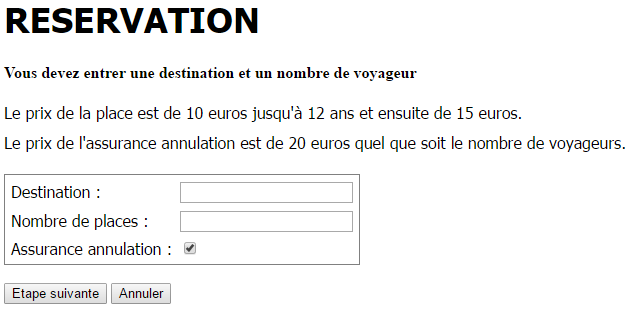 RESERVATION
Vous devez entrer une destination et un nombre de voyageur
Le prix de la place est de 10 euros jusqu'à 12 ans et ensuite de 15 euros.
Le prix de l'assurance annulation est de 20 euros quel que soit le nombre de voyageurs.
Destination :
Nombre de places :
Assurance annulation :
Etape suivante Annuler